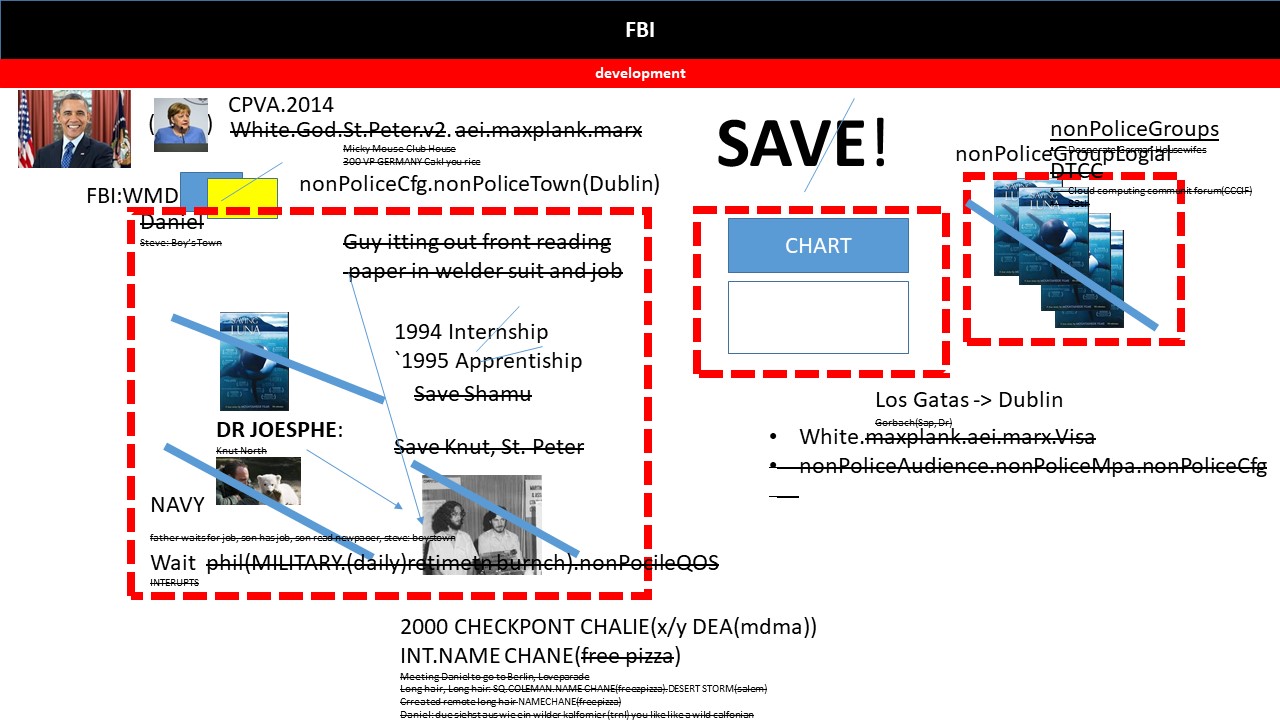 FBI
development
CPVA.2014
( )
White.God.St.Peter.v2. aei.maxplank.marx
Micky Mouse Club House
300 VP GERMANY Cakl you rice
FBI:WMD
nonPoliceCfg.nonPoliceTown(Dublin)
SAVE!
nonPoliceGroups
Desperate German Housewifes
nonPoliceGroupLogial
DTCC
Cloud computing communit forum(CCCIF)
Daniel
Steve: Boy's Town
Guy itting out front reading
paper in welder suit and job
CHART
SAVING
LUNA
1994 Internship
`1995 Apprentiship
Save Shamu
DR JOESPHE:
Knut North
Save Knut, St. Peter
NAVY
father waits for job, son has job, son read newpaoer, steve: boystown
Wait phil(MILITARY.(daily)retimetn burnch).nonPocileQOS
INTERUPTS
Los Gatas -> Dublin
Gorbach(Sap, Dr)
• White.maxplank.aei.marx.Visa
• nonPoliceAudience.nonPoliceMpa.nonPoliceCfg
2000 CHECKPONT CHALIE(x/y DEA(mdma))
INT.NAME CHANE(free pizza)
Meeting Daniel to go to Berlin, Loveparade
Long hair, Long hair: SQ.COLEMAN.NAME CHANE(freezpizza).DESERT STORM(salem)
Crreated remote long hair NAMECHANE(freepizza)
Daniel: due siehst aus wie ein wilder kalfornier (trnl) you like like a wild calfonian